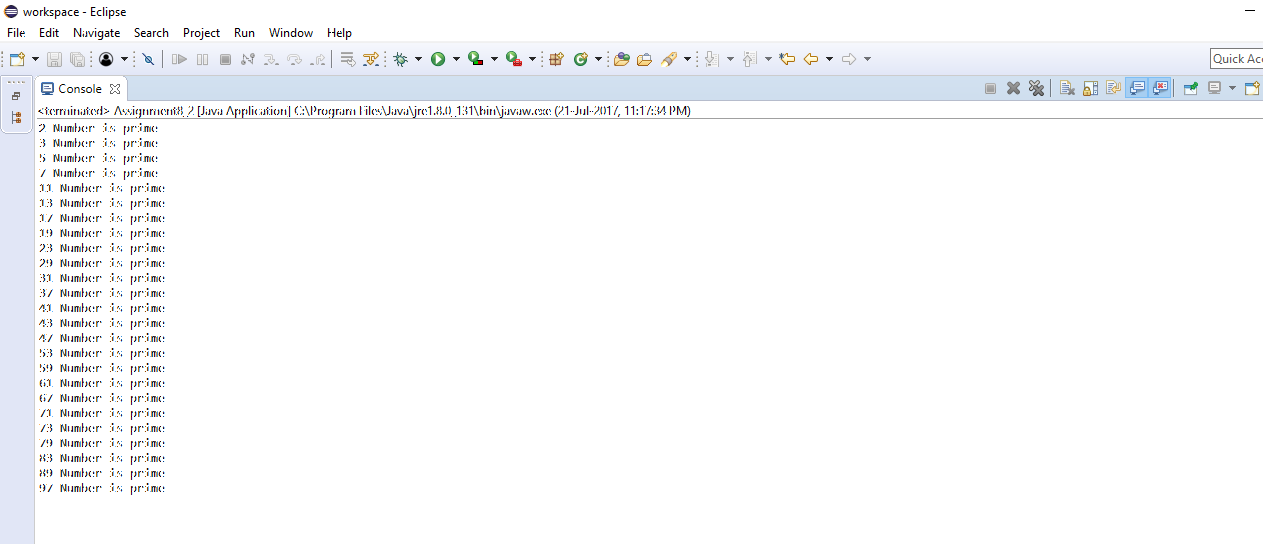 workspace - Eclipse
File Edit Navigate Search Project Run Window Help
Quick Acc
Console
<terminated> Assignment8_2 [Java Application] C:\Program Files\Java\jre1.8.0_131\bin\javaw.exe (21-Jul-2017, 11:17:34 PM)
2 Number is prime
3 Number is prime
5 Number is prime
7 Number is prime
11 Number is prime
13 Number is prime
17 Number is prime
19 Number is prime
23 Number is prime
29 Number is prime
31 Number is prime
37 Number is prime
41 Number is prime
43 Number is prime
47 Number is prime
53 Number is prime
59 Number is prime
61 Number is prime
67 Number is prime
71 Number is prime
73 Number is prime
79 Number is prime
83 Number is prime
89 Number is prime
97 Number is prime